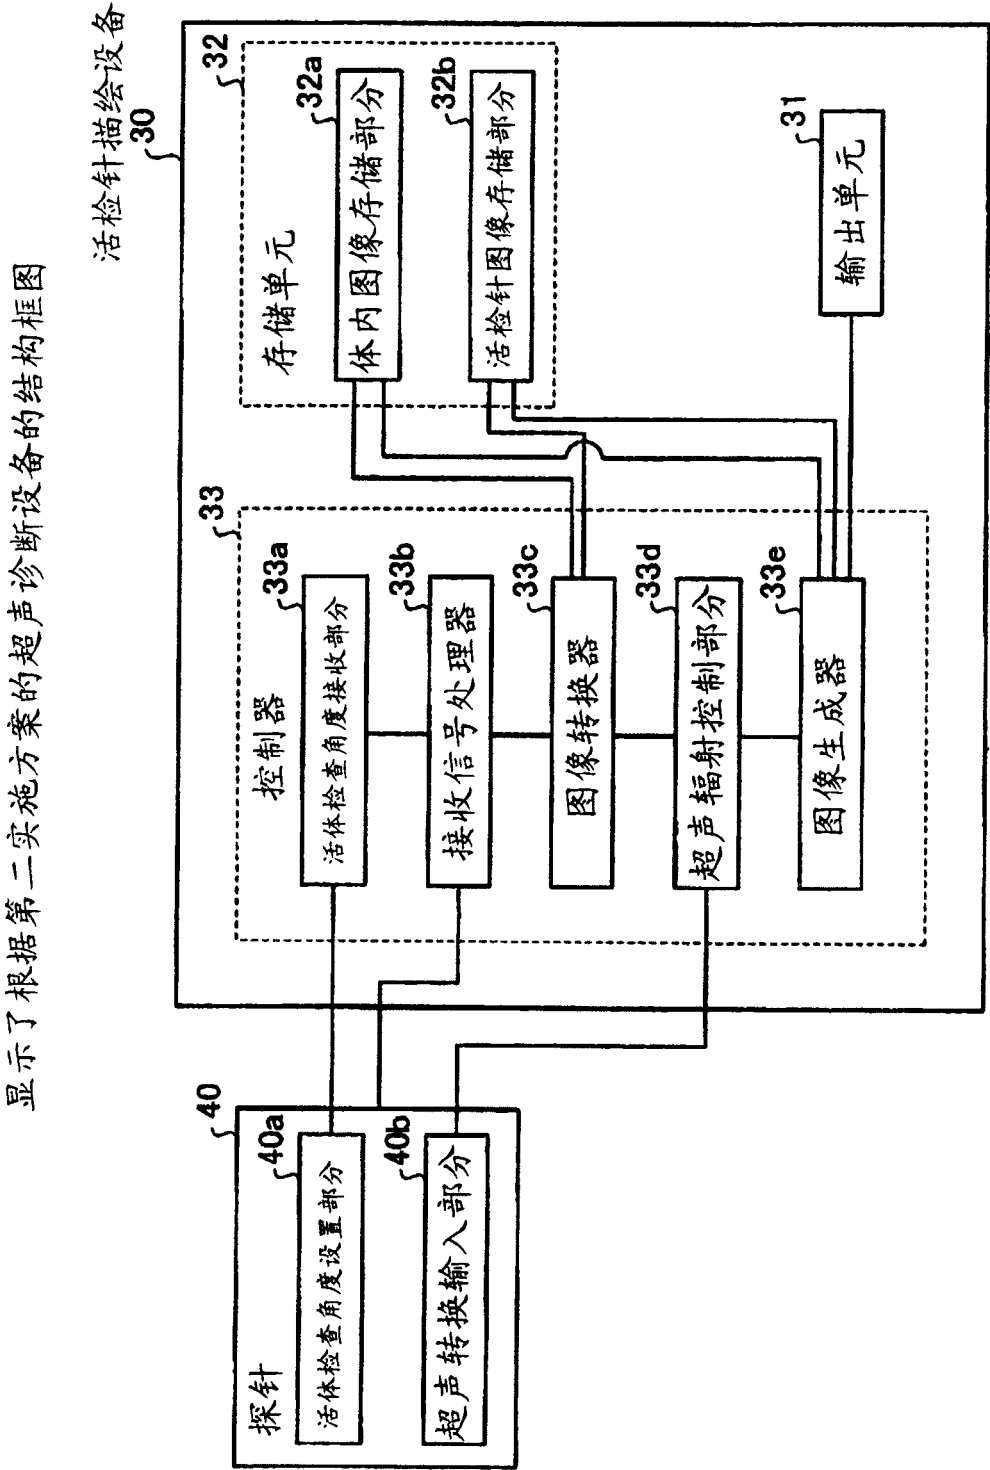 显示了根据第二实施方案的超声诊断设备的结构框图
活检针描绘设备
30
40
探针
40a
活体检查角度设置部分
40b
超声转换输入部分
33
控制器
33a
活体检查角度接收部分
33b
接收信号处理器
33c
图像转换器
33d
超声辐射控制部分
33e
图像生成器
32
存储单元
32a
体内图像存储部分
32b
活检针图像存储部分
31
输出单元